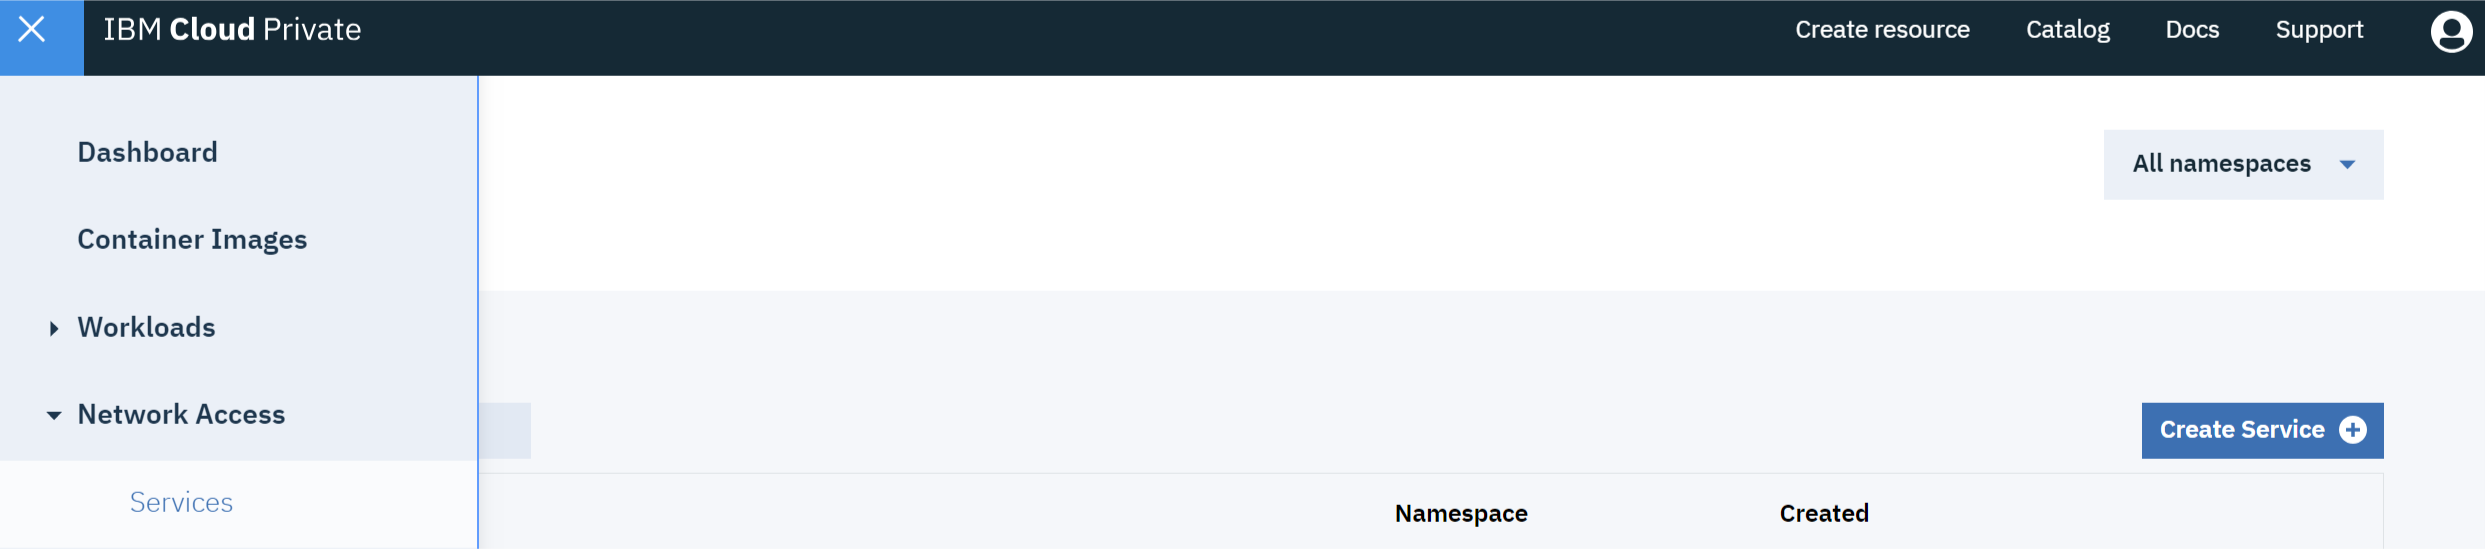 IBM Cloud Private
Create resource
Catalog
Docs
Support
Dashboard
Container Images
Workloads
Network Access
Services
All namespaces
Create Service
Namespace
Created